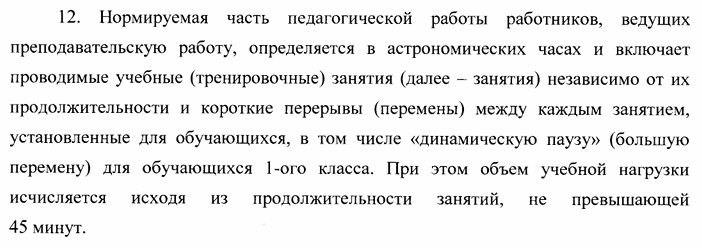 12. Нормируемая часть педагогической работы работников, ведущих
преподавательскую работу, определяется в астрономических часах и включает
проводимые учебные (тренировочные) занятия (далее – занятия) независимо от их
продолжительности и короткие перерывы (перемены) между каждым занятием,
установленные для обучающихся, в том числе «динамическую паузу» (большую
перемену) для обучающихся 1-ого класса. При этом объем учебной нагрузки
исчисляется исходя из продолжительности занятий, не превышающей
45 минут.